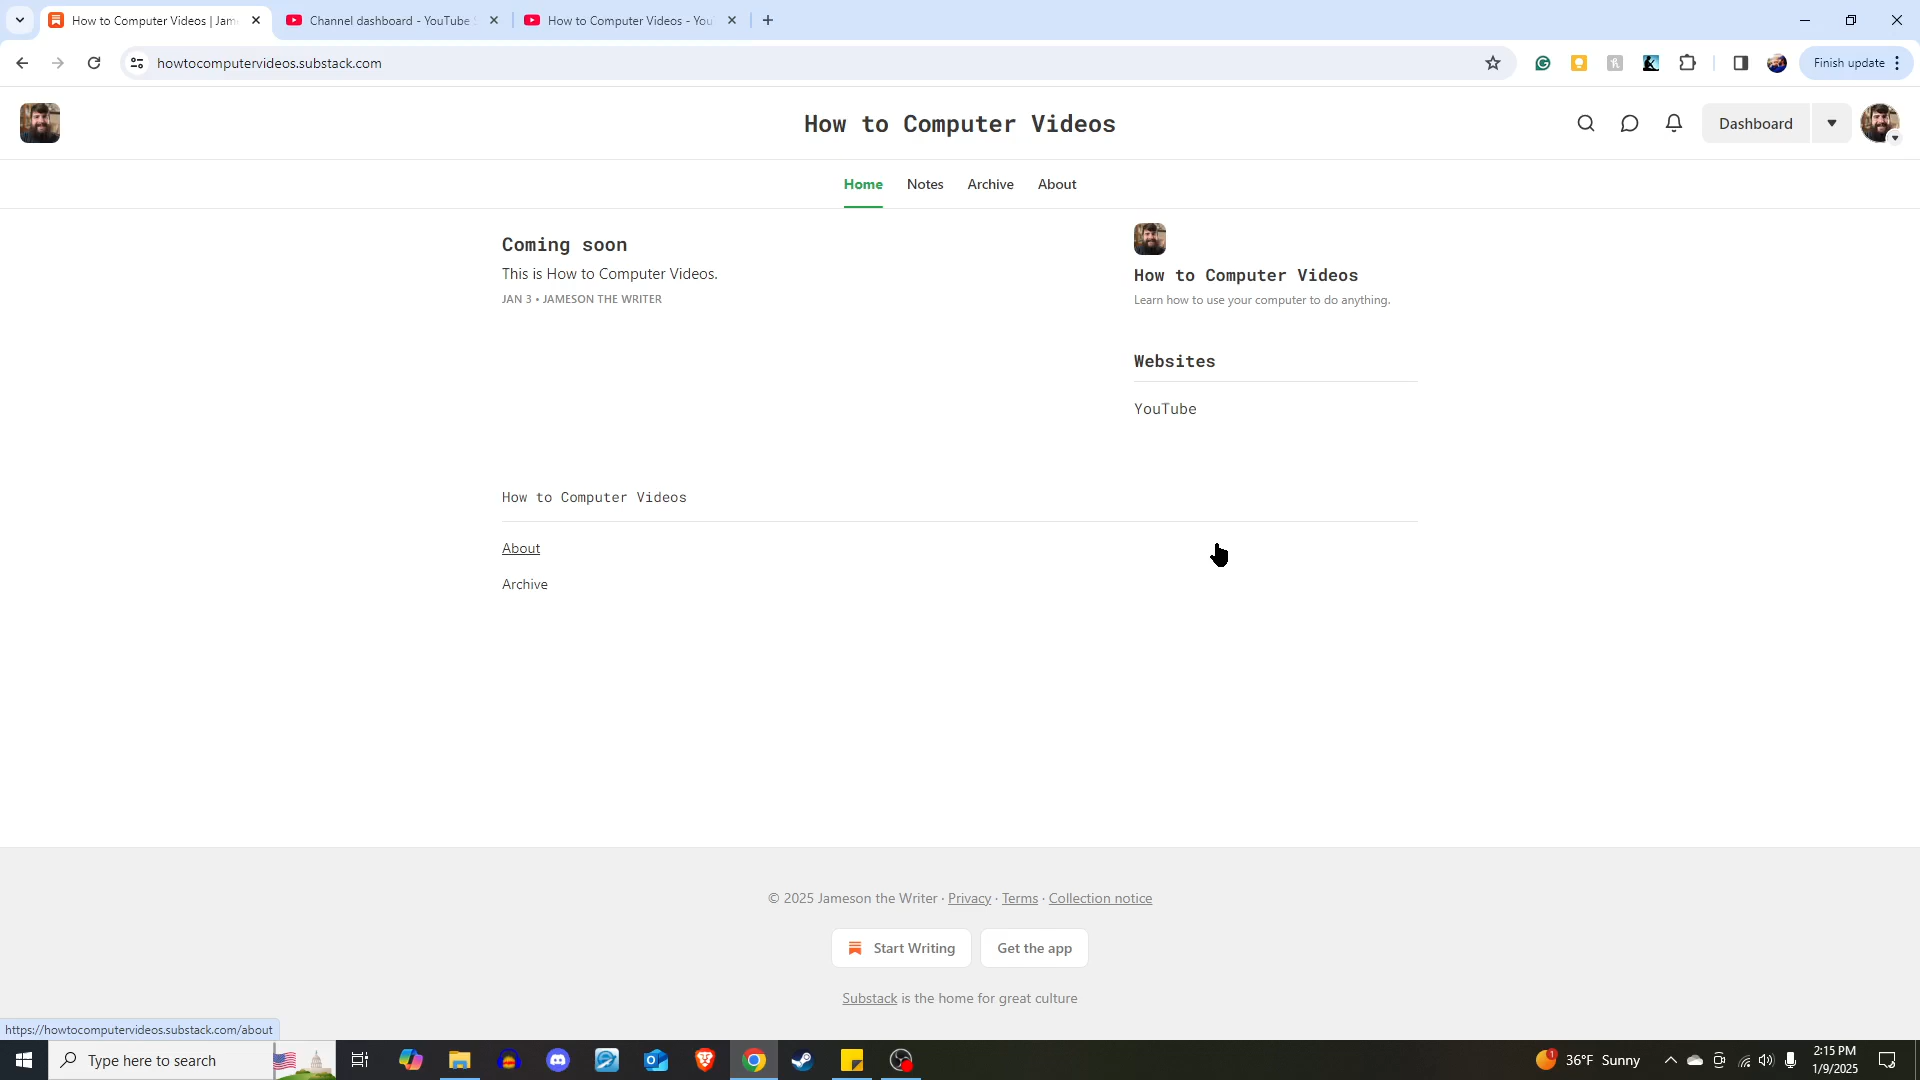 How to Computer Videos | Jam
Channel dashboard - YouTube S
How to Computer Videos - You
howtocomputervideos.substack.com
Finish update
How to Computer Videos
Dashboard
Home
Notes
Archive
About
Coming soon
This is How to Computer Videos.
JAN 3 • JAMESON THE WRITER
How to Computer Videos
Learn how to use your computer to do anything.
Websites
YouTube
How to Computer Videos
About
Archive
© 2025 Jameson the Writer · Privacy · Terms · Collection notice
Start Writing
Get the app
Substack is the home for great culture
https://howtocomputervideos.substack.com/about
Type here to search
1
36°F Sunny
2:15 PM
1/9/2025